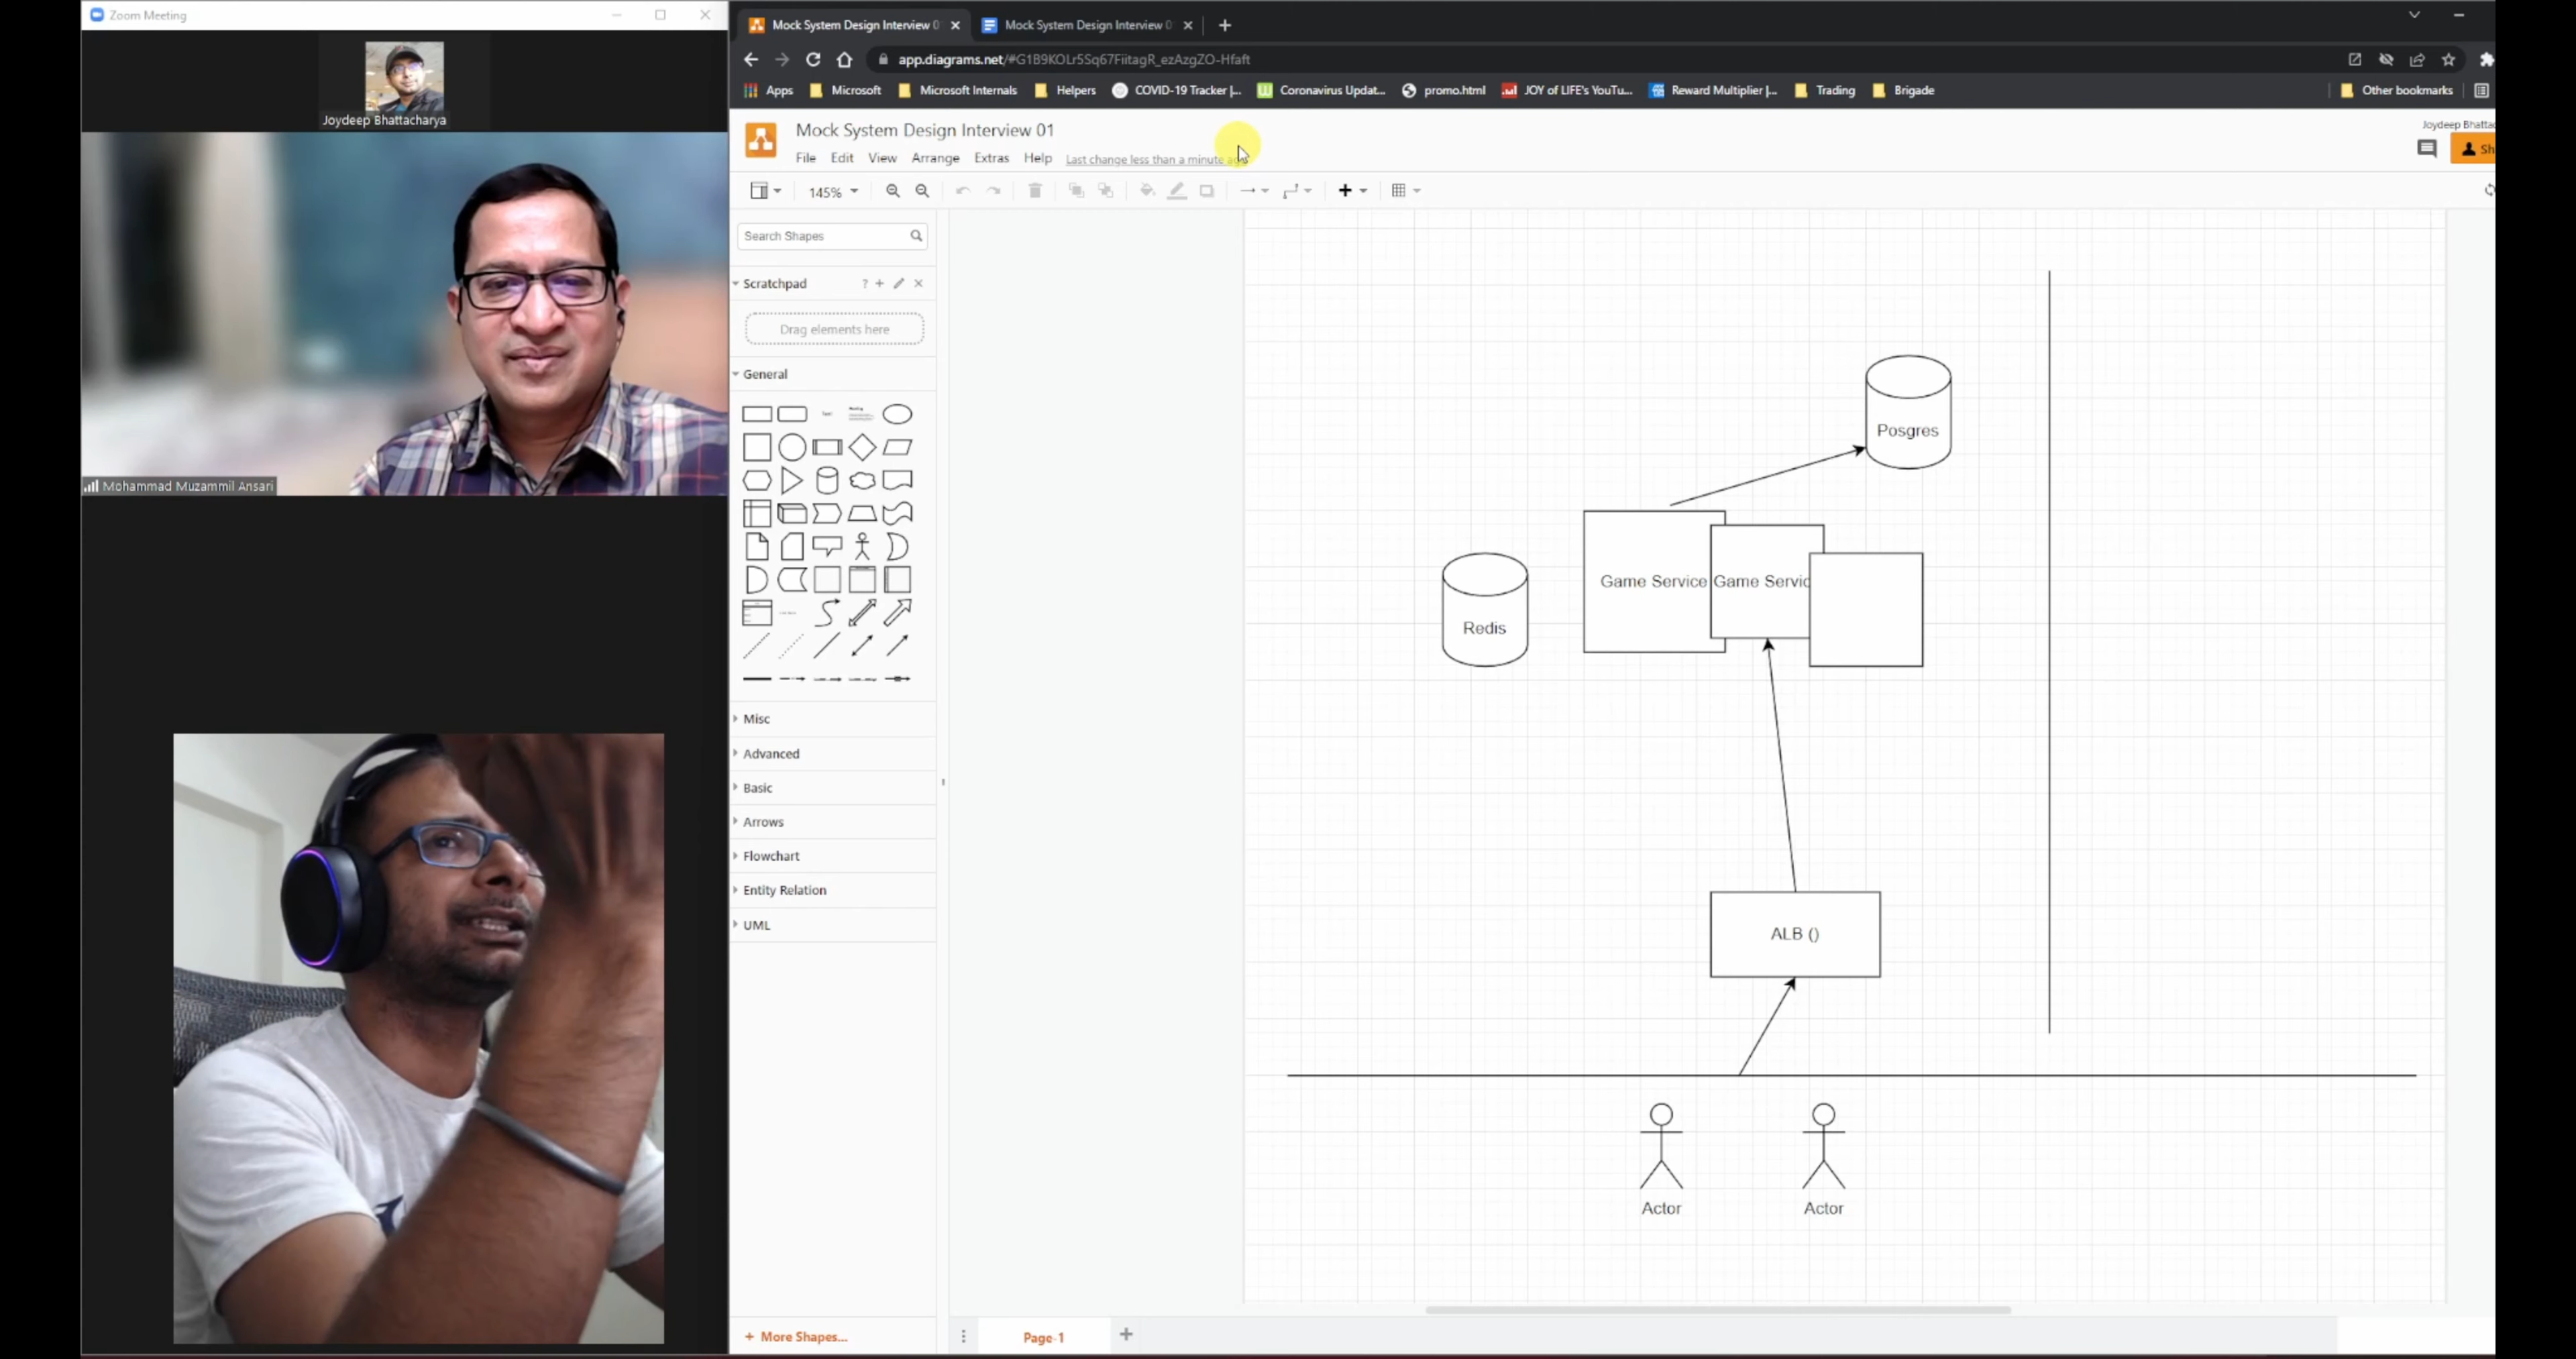 Zoom Meeting
Joydeep Bhattacharya
Mohammad Muzammil Ansari
Mock System Design Interview 0
Mock System Design Interview 0
app.diagrams.net/#G1B9KOLr5Sq67FiitagR_ezAzgZO-Hfaft
Apps
Microsoft
Microsoft Internals
Helpers
COVID-19 Tracker |...
Coronavirus Updat...
promo.html
JOY of LIFE's YouTu...
Reward Multiplier |...
Trading
Brigade
Other bookmarks
Mock System Design Interview 01
Joydeep Bhattac
File Edit View Arrange Extras Help Last change less than a minute ago
Sh
145%
Search Shapes
Scratchpad
?
Drag elements here
General
Misc
Advanced
Basic
Arrows
Flowchart
Entity Relation
UML
+ More Shapes...
Page-1
Posgres
Game Service
Game Servic
Redis
ALB ()
Actor
Actor